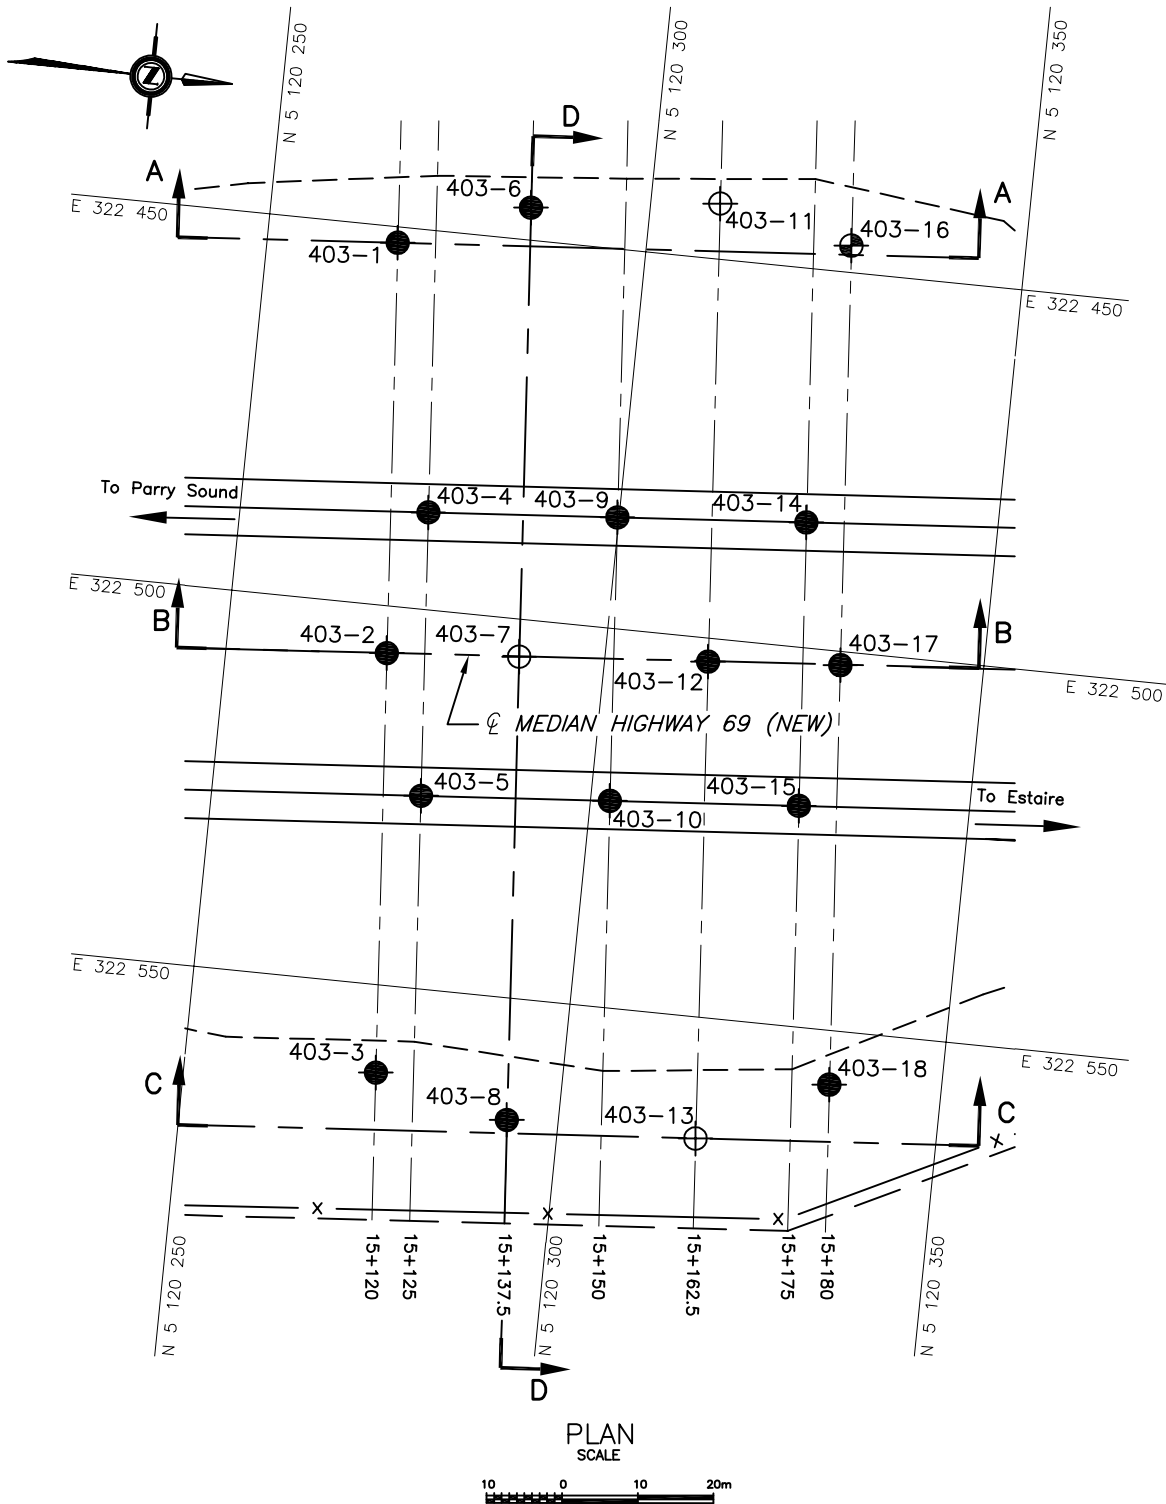 N 5 120 250
N 5 120 300
N 5 120 350
Z
D
A
A
403-6
403-11
403-16
403-1
E 322 450
E 322 450
To Parry Sound
403-4
403-9
403-14
E 322 500
B
B
403-2
403-7
403-17
403-12
E 322 500
℄ MEDIAN HIGHWAY 69 (NEW)
403-5
403-15
To Estaire
403-10
E 322 550
E 322 550
403-3
403-18
C
403-8
403-13
C
x
x
x
x
N 5 120 250
15+120
15+125
15+137.5
N 5 120 300
15+150
15+162.5
15+175
15+180
N 5 120 350
D
PLAN
SCALE
10 0 10 20m